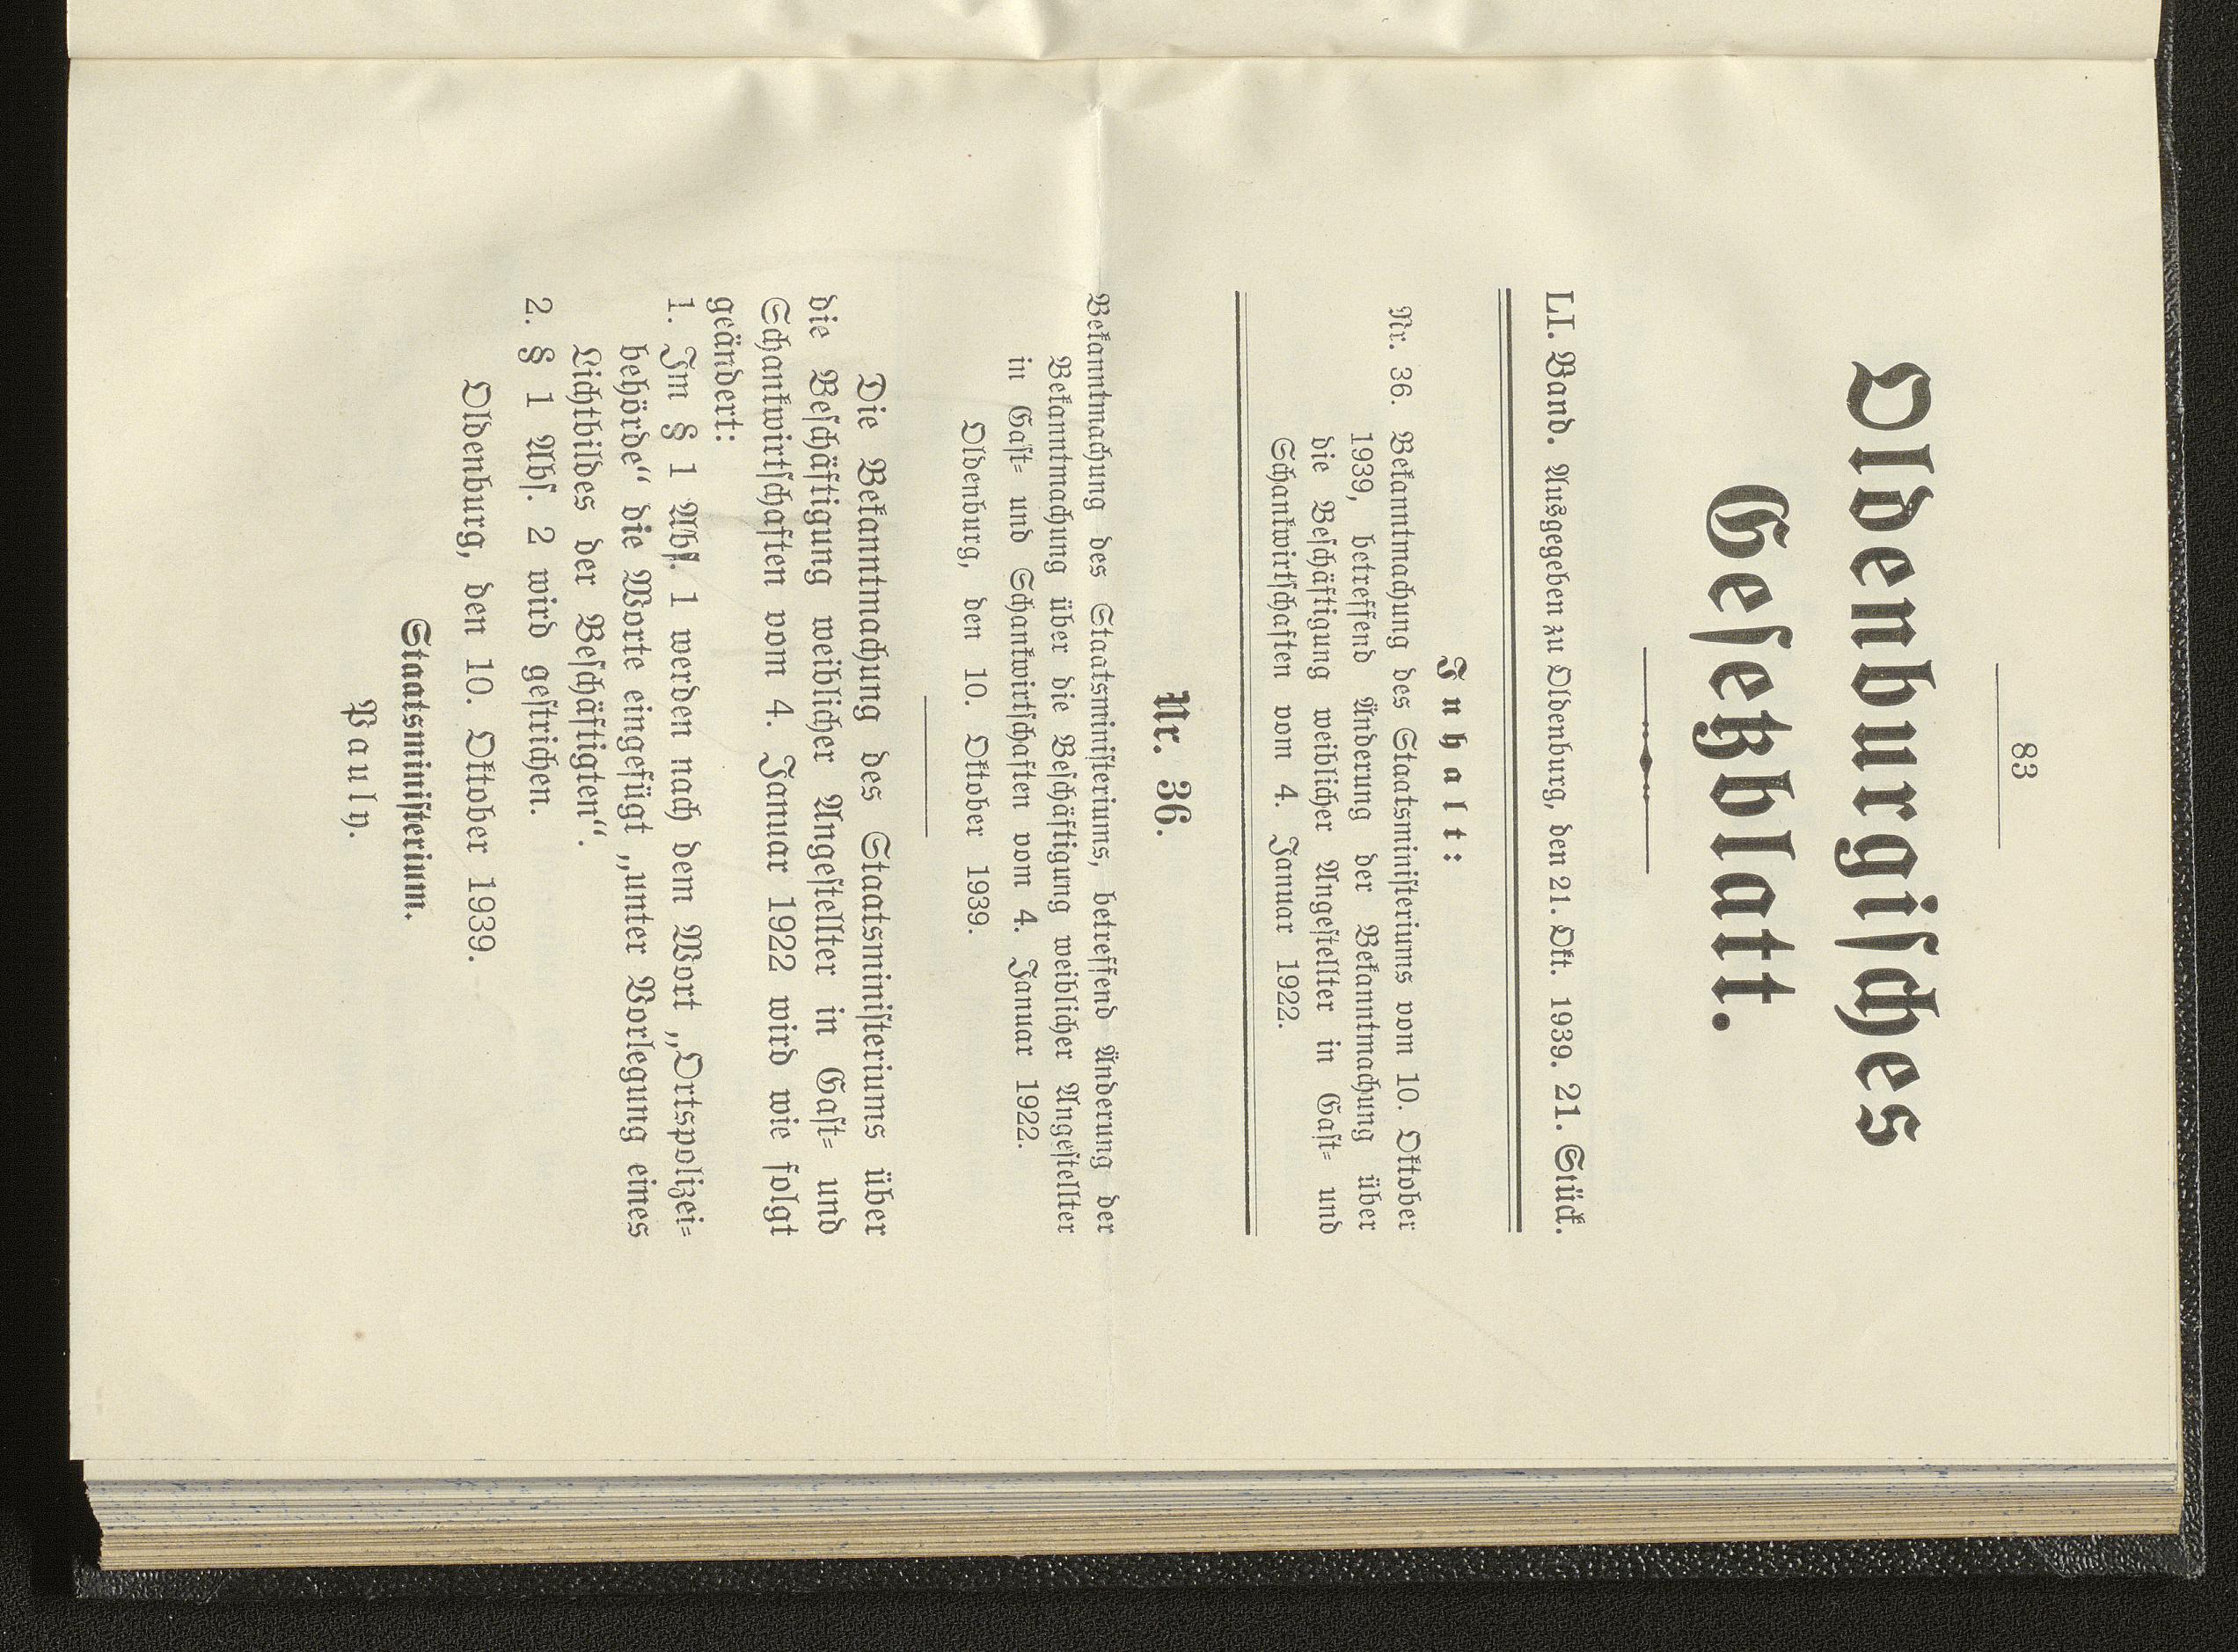 83
Oldenburgisches
Gesetzblatt.
LI. Band. Ausgegeben zu Oldenburg, den 21. Okt. 1939. 21. Stück.
Inhalt:
Nr. 36. Bekanntmachung des Staatsministeriums vom 10. Oktober
1939, betreffend Änderung der Bekanntmachung über
die Beschäftigung weiblicher Angestellter in Gast- und
Schankwirtschaften vom 4. Januar 1922.
Nr. 36.
Bekanntmachung des Staatsministeriums, betreffend Änderung der
Bekanntmachung über die Beschäftigung weiblicher Angestellter
in Gast- und Schankwirtschaften vom 4. Januar 1922.
Oldenburg, den 10. Oktober 1939.
Die Bekanntmachung des Staatsministeriums über
die Beschäftigung weiblicher Angestellter in Gast- und
Schankwirtschaften vom 4. Januar 1922 wird wie folgt
geändert:
1. Im § 1 Abs. 1 werden nach dem Wort „Ortspolizei-
behörde“ die Worte eingefügt „unter Vorlegung eines
Lichtbildes der Beschäftigten“.
2. § 1 Abs. 2 wird gestrichen.
Oldenburg, den 10. Oktober 1939.
Staatsministerium.
Pauly.